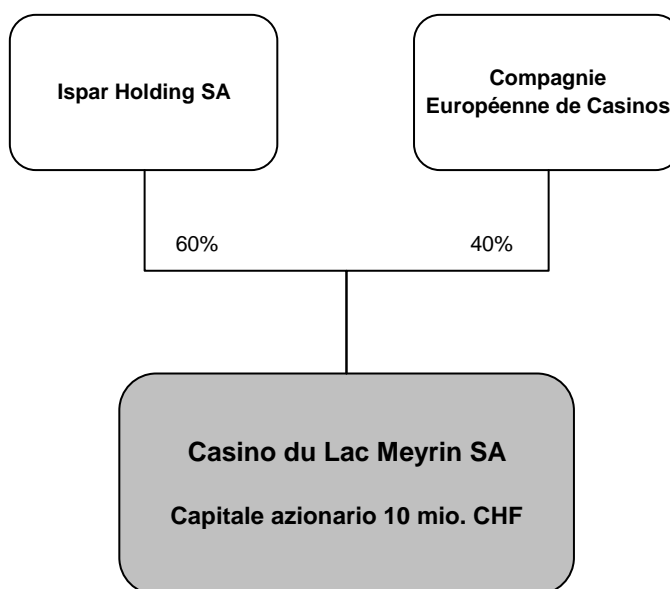 Ispar Holding SA
Compagnie
Européenne de Casinos
60%
40%
Casino du Lac Meyrin SA
Capitale azionario 10 mio. CHF